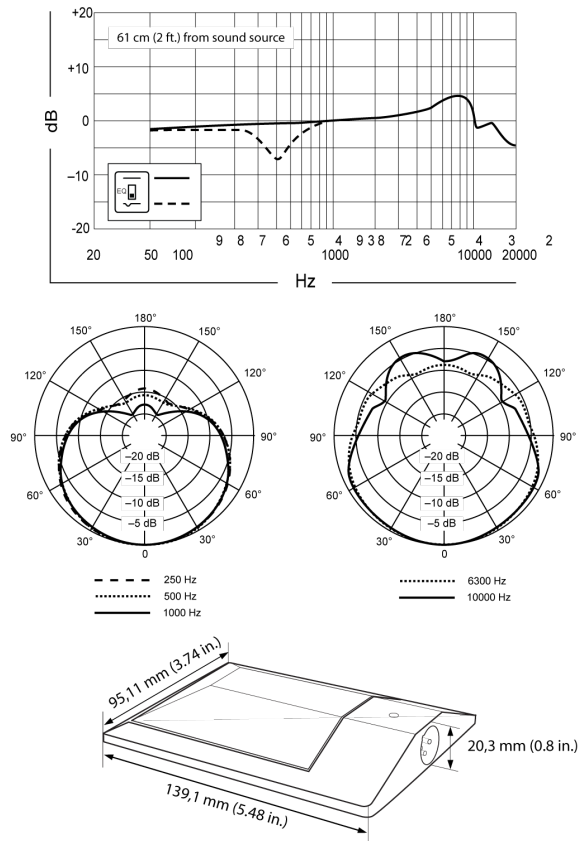 +20
61 cm (2 ft.) from sound source
+10
dB
0
−10
EQ
-20
9 8 7 6 5 4 9 3 8 72 6 5 4 3 2
20 50 100 1000 10000 20000
Hz
180°
150° 150°
120° 120°
90° 90°
–20 dB
–15 dB
60° 60°
–10 dB
–5 dB
30° 30°
0
250 Hz
500 Hz
1000 Hz
180°
150° 150°
120° 120°
90° 90°
–20 dB
–15 dB
60° 60°
–10 dB
–5 dB
30° 30°
0
6300 Hz
10000 Hz
95,11 mm (3.74 in.)
20,3 mm (0.8 in.)
139,1 mm (5.48 in.)